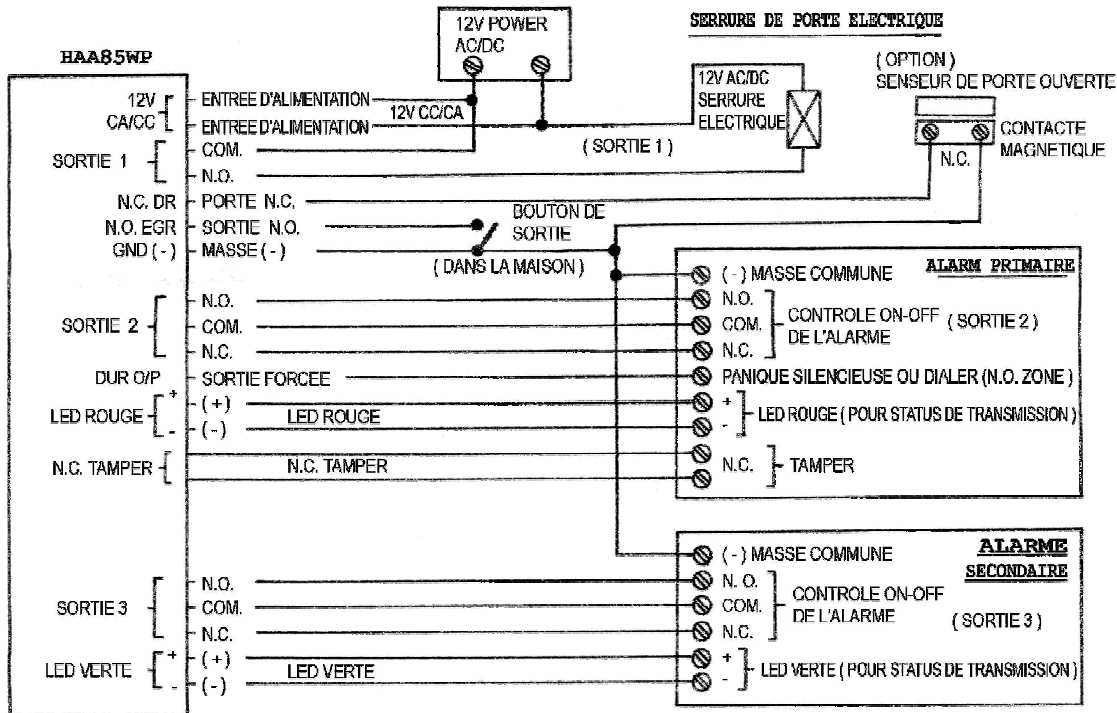 SERRURE DE PORTE ELECTRIQUE
12V POWER
AC/DC
HAA85WP
( OPTION )
SENSEUR DE PORTE OUVERTE
12V
CA/CC
ENTREE D'ALIMENTATION
12V CC/CA
ENTREE D'ALIMENTATION
12V AC/DC
SERRURE
ELECTRIQUE
CONTACTE
MAGNETIQUE
N.C.
SORTIE 1
COM.
N.O.
( SORTIE 1 )
N.C. DR
PORTE N.C.
N.O. EGR
SORTIE N.O.
BOUTON DE
SORTIE
GND ( - )
MASSE ( - )
( DANS LA MAISON )
ALARM PRIMAIRE
( - ) MASSE COMMUNE
SORTIE 2
N.O.
COM.
N.C.
N.O.
COM.
N.C.
CONTROLE ON-OFF
DE L'ALARME
( SORTIE 2 )
DUR O/P
SORTIE FORCEE
PANIQUE SILENCIEUSE OU DIALER (N.O. ZONE )
LED ROUGE
+
-
( + )
( - )
LED ROUGE
+
-
LED ROUGE ( POUR STATUS DE TRANSMISSION )
N.C. TAMPER
N.C. TAMPER
N.C.
TAMPER
ALARME
SECONDAIRE
( - ) MASSE COMMUNE
SORTIE 3
N.O.
COM.
N.C.
N. O.
COM.
N.C.
CONTROLE ON-OFF
DE L'ALARME
( SORTIE 3 )
LED VERTE
+
-
( + )
( - )
LED VERTE
+
-
LED VERTE ( POUR STATUS DE TRANSMISSION )